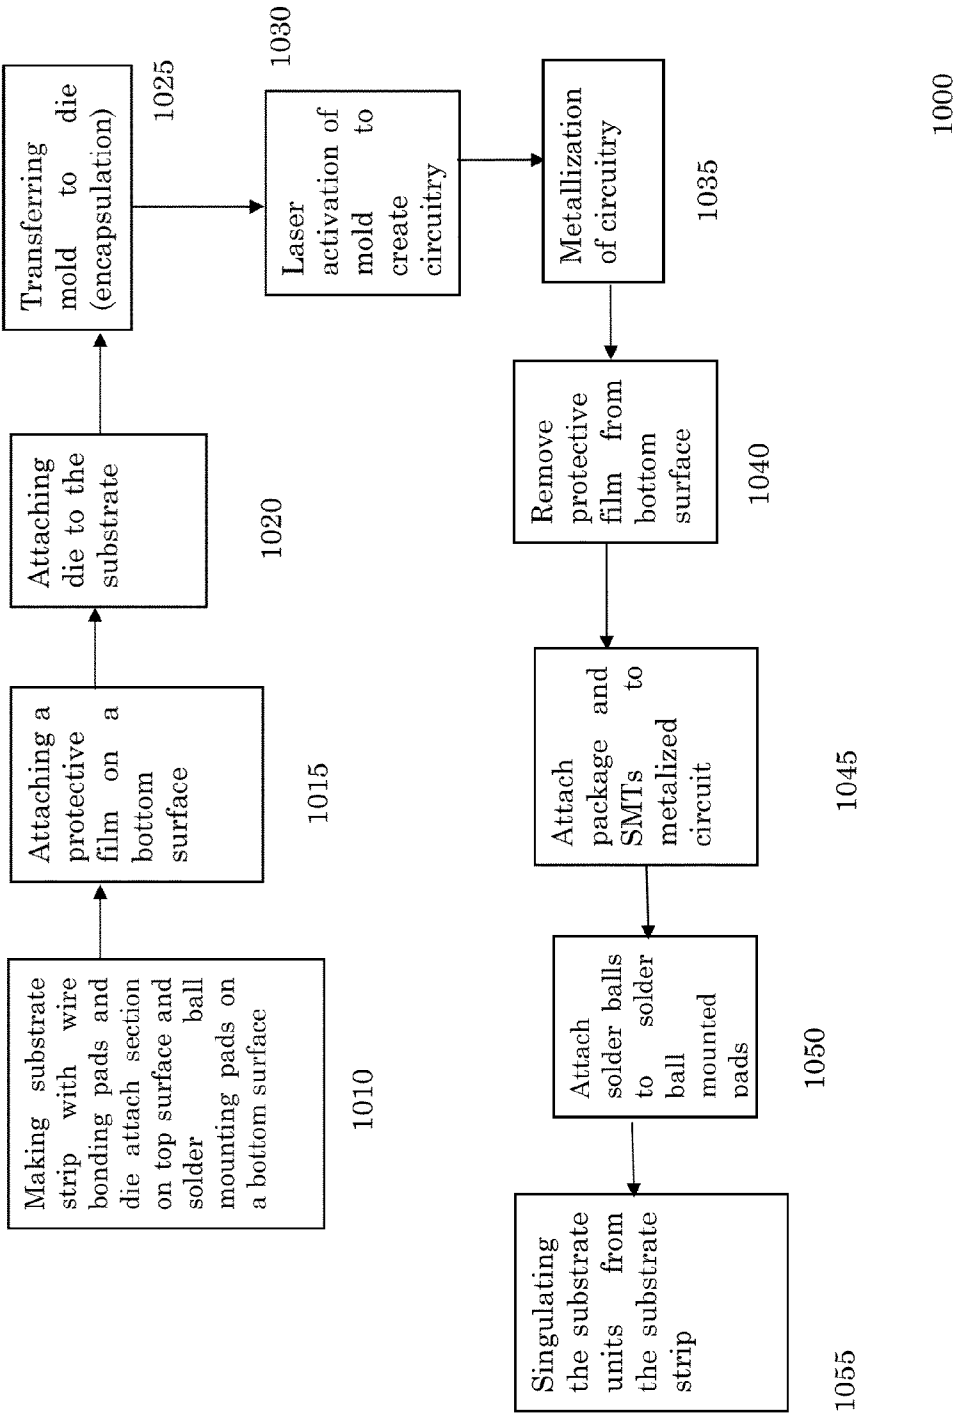 Making substrate
strip with wire
bonding pads and
die attach section
on top surface and
solder ball
mounting pads on
a bottom surface
1010
Attaching a
protective
film on a
bottom
surface
1015
Attaching
die to the
substrate
1020
Transferring
mold to die
(encapsulation)
1025
Laser
activation of
mold to
create
circuitry
1030
Metallization
of circuitry
1035
Remove
protective
film from
bottom
surface
1040
Attach
package and
SMTs to
metalized
circuit
1045
Attach
solder balls
to solder
ball
mounted
pads
1050
Singulating
the substrate
units from
the substrate
strip
1055
1000